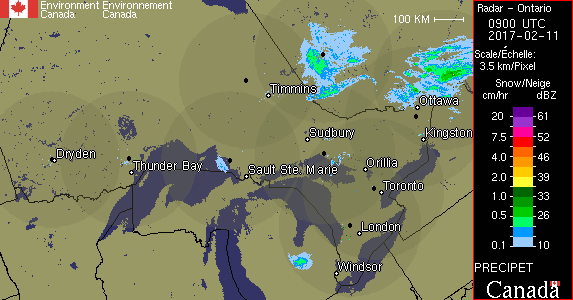 Environment Environnement
Canada Canada
Radar - Ontario
0900 UTC
2017-02-11
100 KM
Scale/Échelle:
3.5 km/Pixel
Snow/Neige
cm/hr dBZ
20 61
7.5 52
4.0 46
2.0 39
1.0 33
0.5 26
0.1 10
PRECIPET
Canada
Timmins
Ottawa
Sudbury
Kingston
Dryden
Thunder Bay
Sault Ste. Marie
Orillia
Toronto
London
Windsor